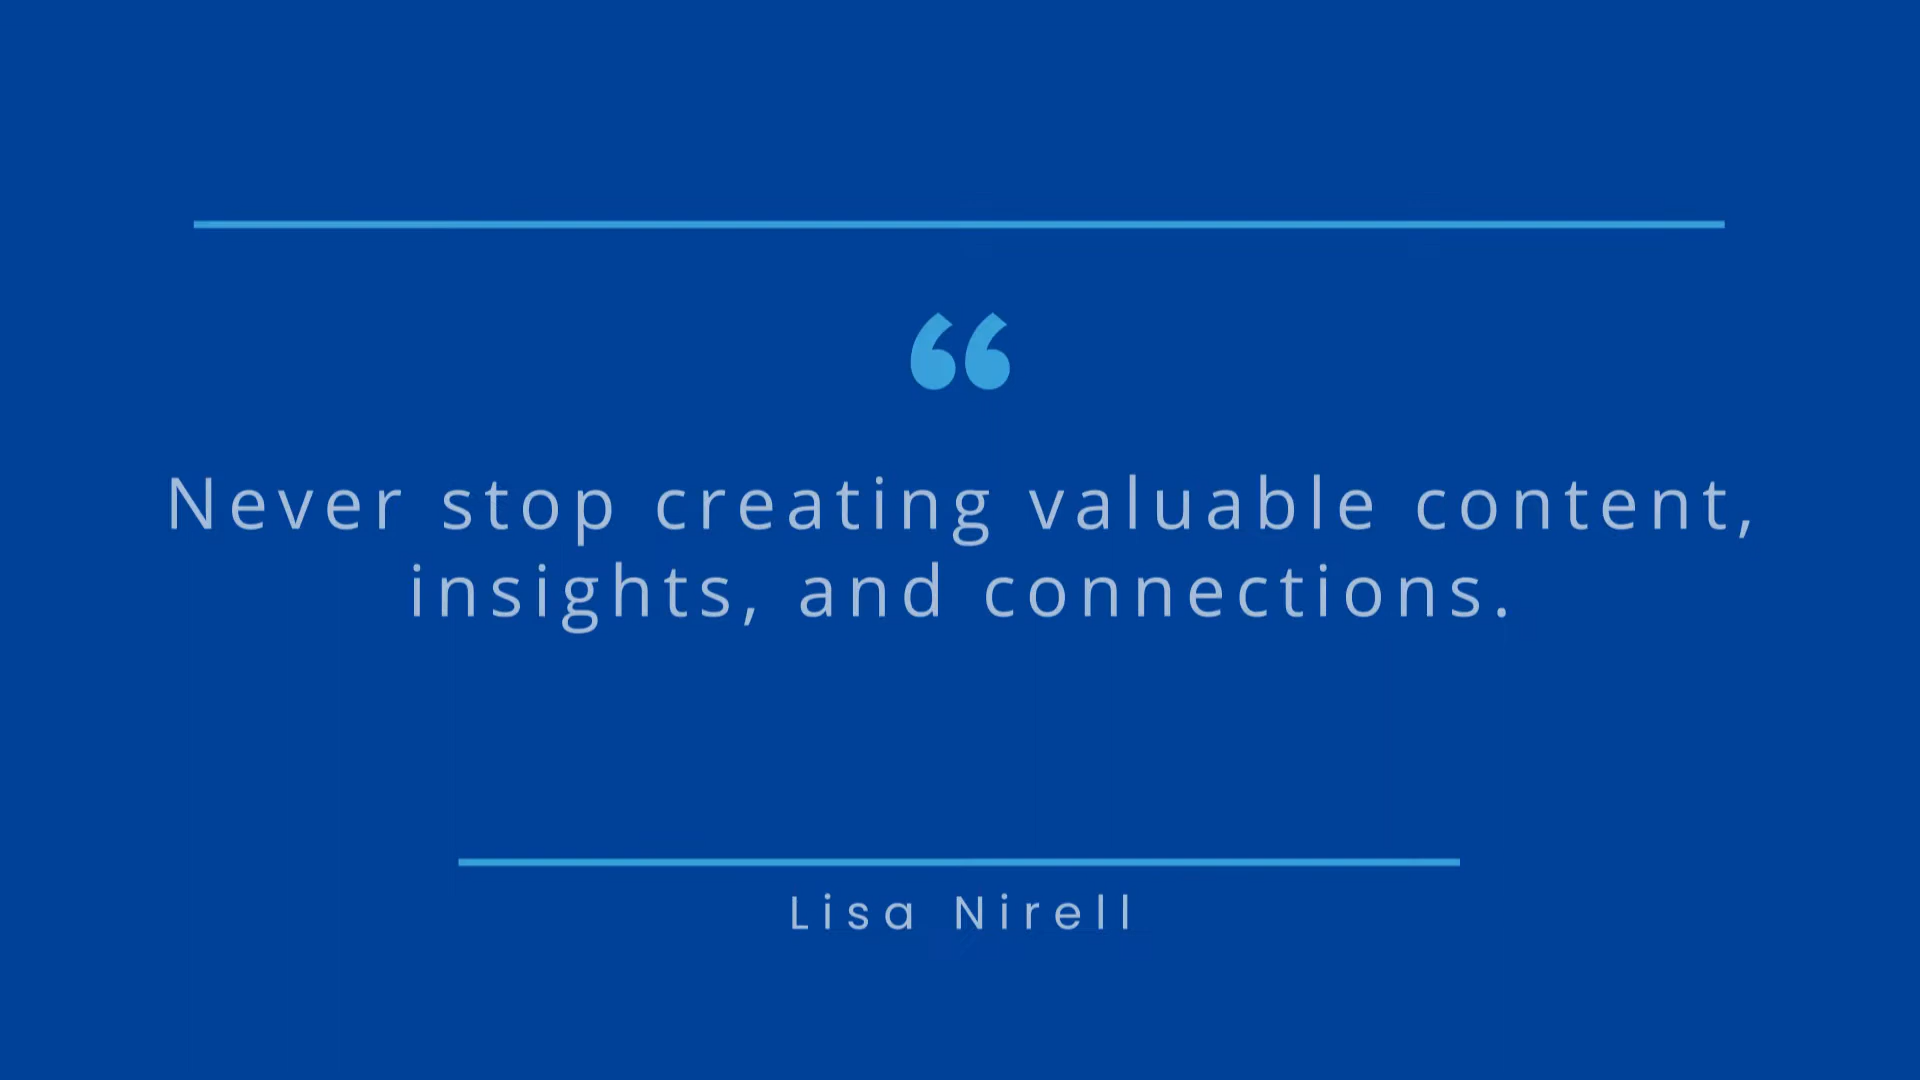 “
Never stop creating valuable content,
insights, and connections.
Lisa Nirell